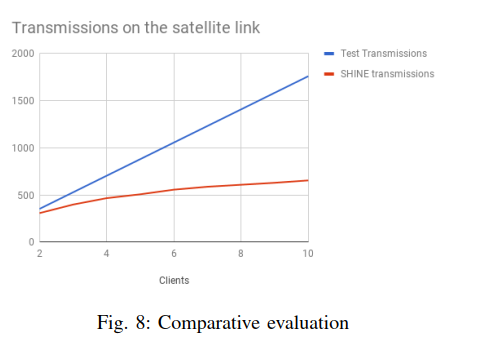 Transmissions on the satellite link
2000
1500
1000
500
0
2
4
6
8
10
Clients
Test Transmissions
SHINE transmissions
Fig. 8: Comparative evaluation